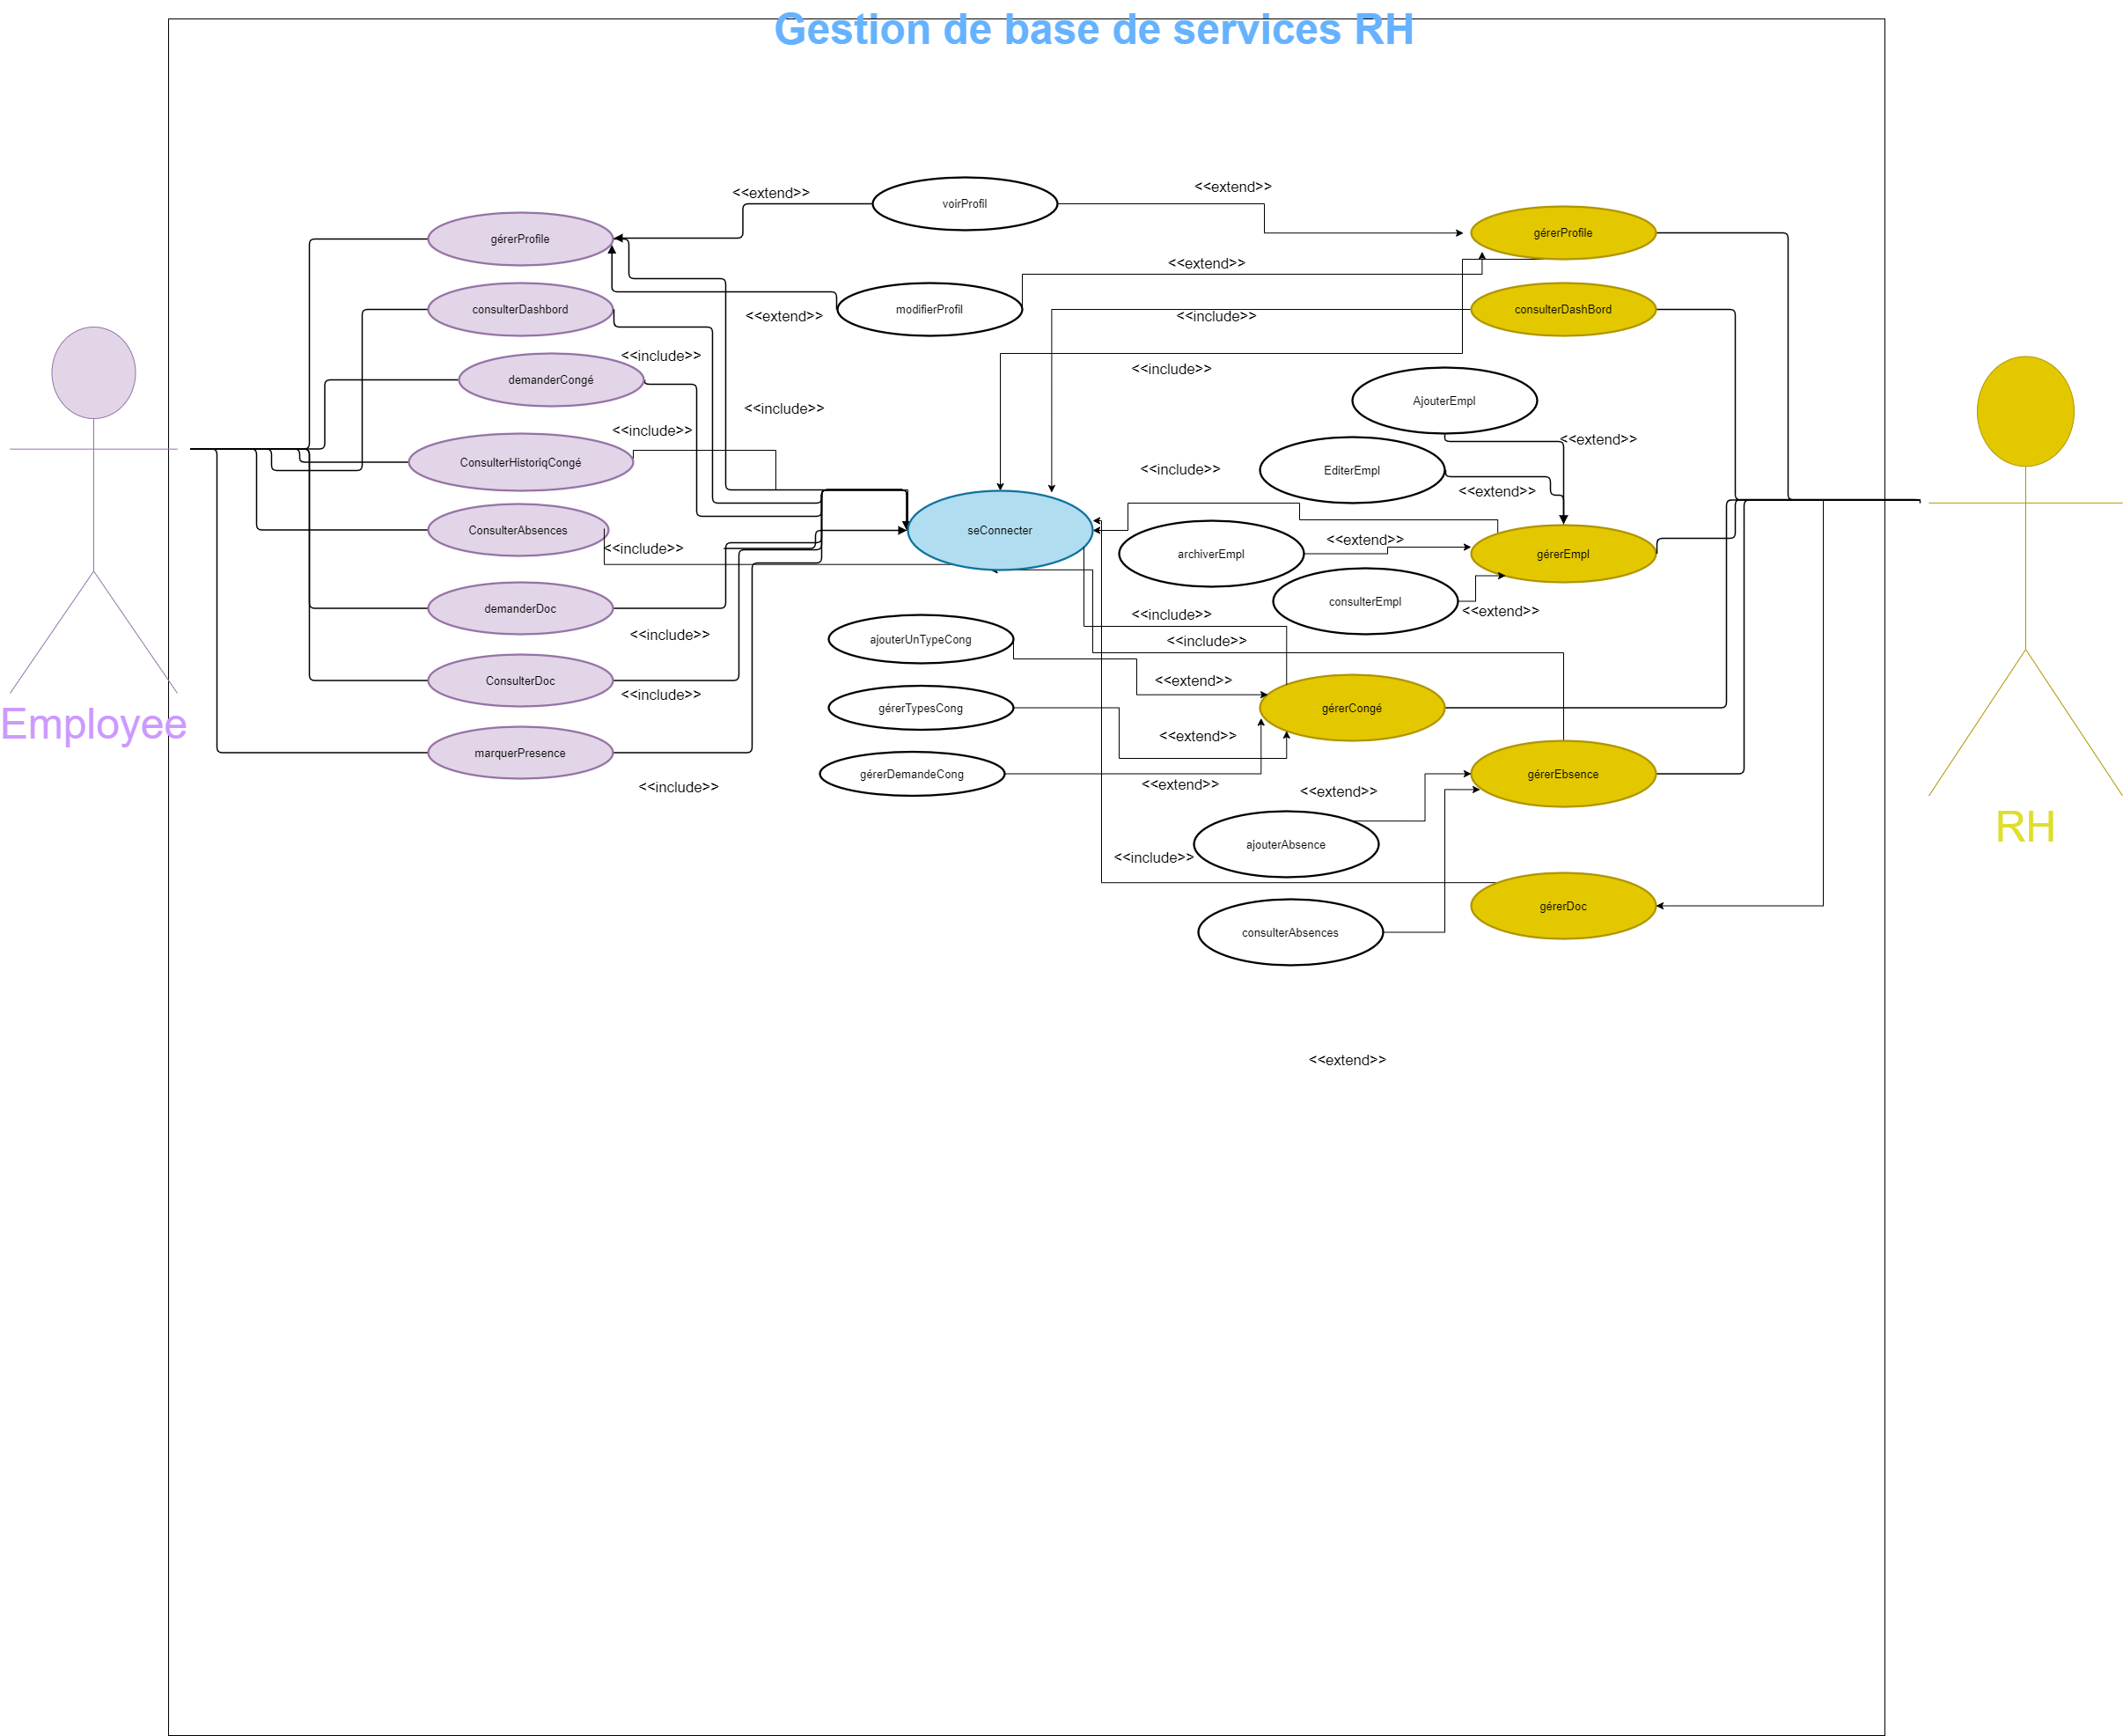 Gestion de base de services RH
<<extend>>
voirProfil
<<extend>>
gérerProfile
gérerProfile
<<extend>>
consulterDashbord
<<extend>>
modifierProfil
<<include>>
consulterDashBord
<<include>>
demanderCongé
<<include>>
AjouterEmpl
<<include>>
<<include>>
<<extend>>
ConsulterHistoriqCongé
<<include>>
EditerEmpl
<<extend>>
ConsulterAbsences
<<include>>
seConnecter
archiverEmpl
<<extend>>
gérerEmpl
consulterEmpl
<<extend>>
demanderDoc
<<include>>
<<include>>
ajouterUnTypeCong
<<include>>
ConsulterDoc
<<include>>
<<extend>>
gérerTypesCong
gérerCongé
Employee
<<extend>>
marquerPresence
<<include>>
gérerDemandeCong
<<extend>>
<<extend>>
gérerEbsence
RH
ajouterAbsence
<<include>>
gérerDoc
consulterAbsences
<<extend>>